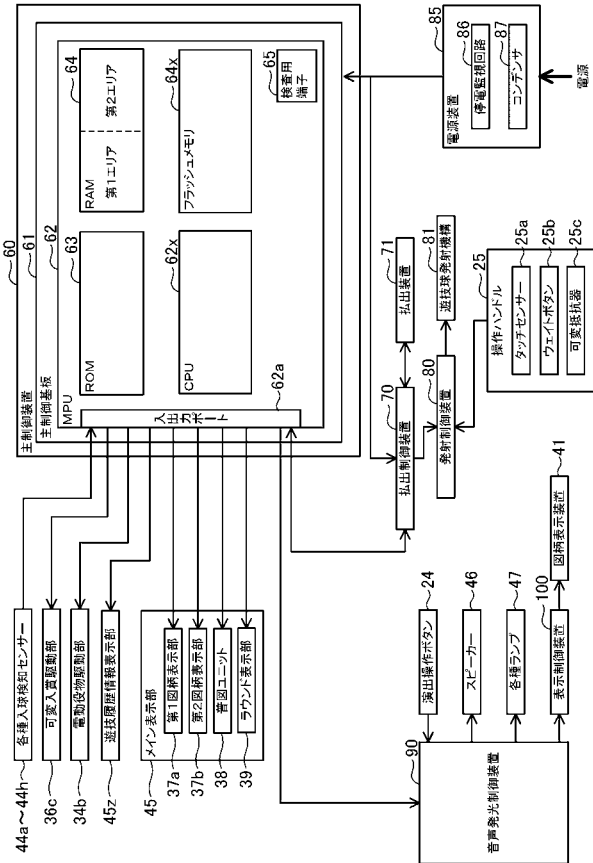 60
61
62
主制御装置
主制御基板
MPU
ROM
63
RAM
64
第1エリア
第2エリア
CPU
62x
フラッシュメモリ
64x
検査用
端子
65
入出力ポート
62a
44a～44h
各種入球検知センサー
36c
可変入賞駆動部
34b
電動役物駆動部
45z
遊技履歴情報表示部
45
メイン表示部
37a
第1図柄表示部
37b
第2図柄表示部
38
普図ユニット
39
ラウンド表示部
70
払出制御装置
71
払出装置
80
発射制御装置
81
遊技球発射機構
25
操作ハンドル
タッチセンサー
25a
ウェイトボタン
25b
可変抵抗器
25c
85
電源装置
停電監視回路
86
コンデンサ
87
電源
90
音声発光制御装置
演出操作ボタン
24
スピーカー
46
各種ランプ
47
表示制御装置
100
図柄表示装置
41